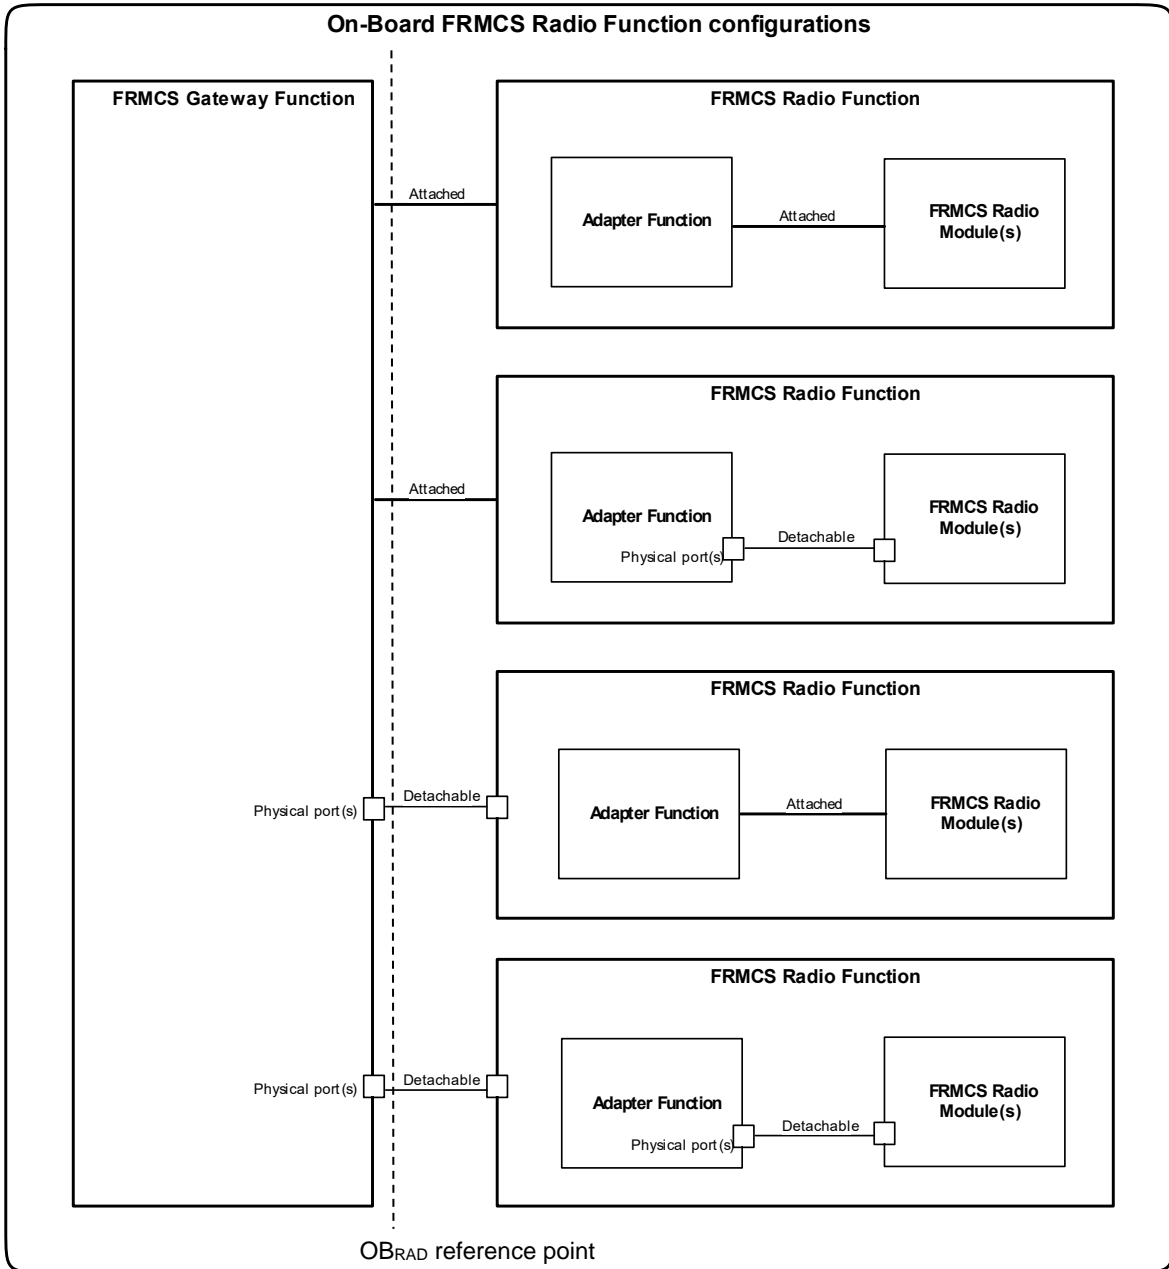 On-Board FRMCS Radio Function configurations
FRMCS Gateway Function
FRMCS Radio Function
Attached
Adapter Function
Attached
FRMCS Radio
Module(s)
FRMCS Radio Function
Attached
Adapter Function
Physical port(s)
Detachable
FRMCS Radio
Module(s)
FRMCS Radio Function
Physical port(s)
Detachable
Adapter Function
Attached
FRMCS Radio
Module(s)
FRMCS Radio Function
Physical port(s)
Detachable
Adapter Function
Physical port(s)
Detachable
FRMCS Radio
Module(s)
OBRAD reference point